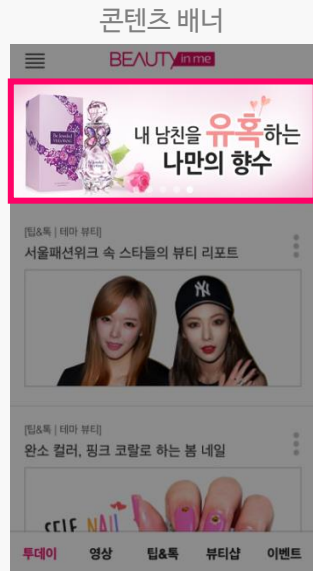 콘텐츠 배너
BEAUTY in me
내 남친을 유혹하는
나만의 향수
[팁&톡 | 테마 뷰티]
서울패션위크 속 스타들의 뷰티 리포트
[팁&톡 | 테마 뷰티]
완소 컬러, 핑크 코랄로 하는 봄 네일
SELF NAIL
투데이 영상 팁&톡 뷰티샵 이벤트